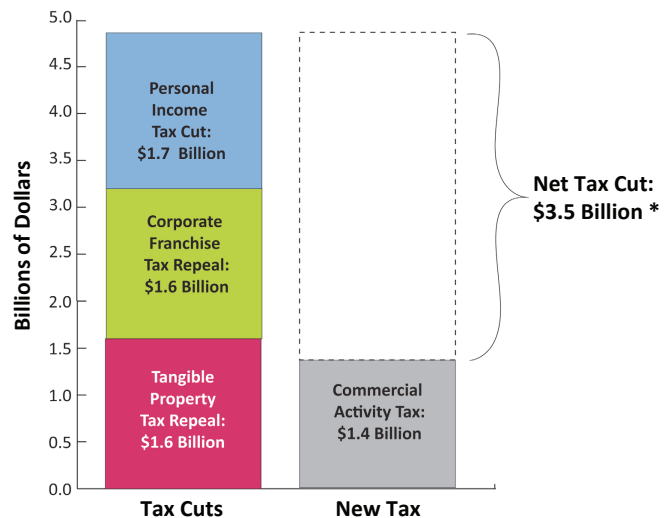 Billions of Dollars
5.0
4.5
4.0
3.5
3.0
2.5
2.0
1.5
1.0
0.5
0.0
Personal
Income
Tax Cut:
$1.7 Billion
Corporate
Franchise
Tax Repeal:
$1.6 Billion
Tangible
Property
Tax Repeal:
$1.6 Billion
Commercial
Activity Tax:
$1.4 Billion
Net Tax Cut:
$3.5 Billion *
Tax Cuts
New Tax